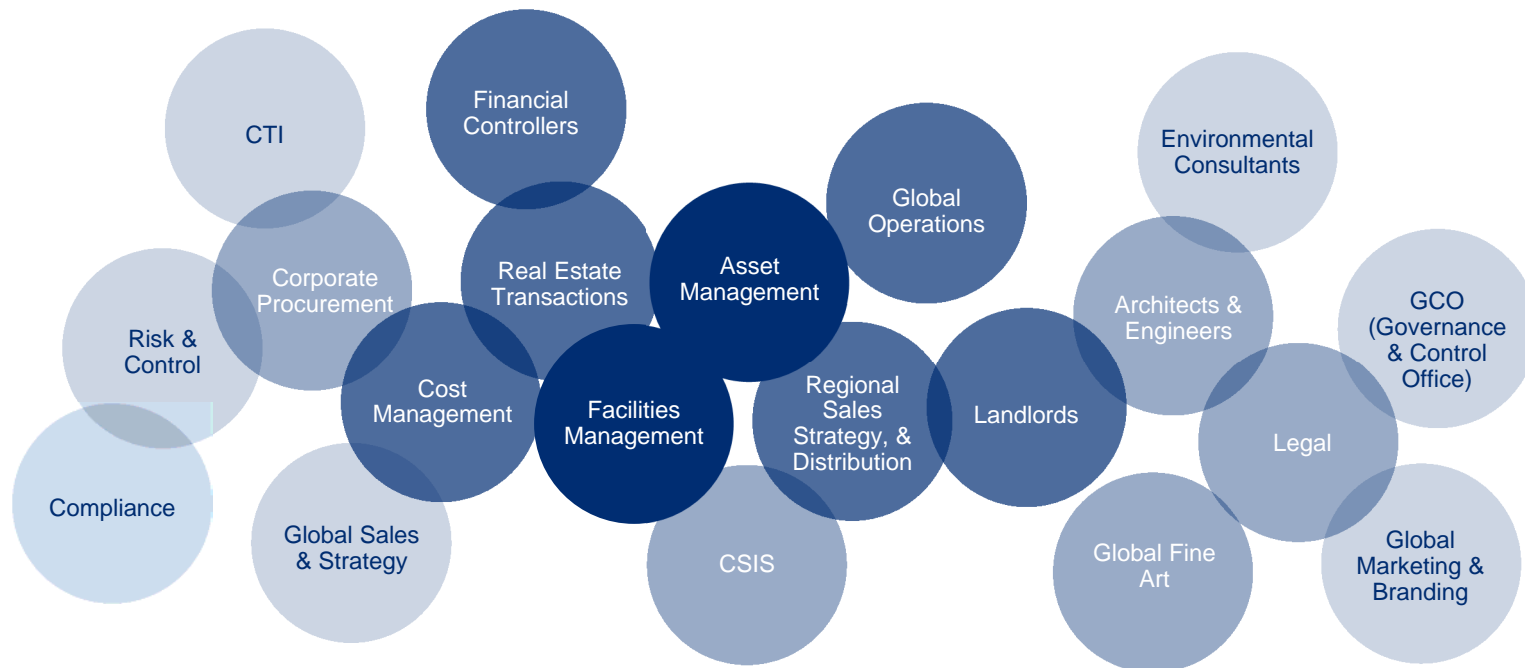 CTI
Financial
Controllers
Environmental
Consultants
Global
Operations
Corporate
Procurement
Real Estate
Transactions
Asset
Management
Architects &
Engineers
GCO
(Governance
& Control
Office)
Risk &
Control
Cost
Management
Facilities
Management
Regional
Sales
Strategy, &
Distribution
Landlords
Legal
Compliance
Global Sales
& Strategy
CSIS
Global Fine
Art
Global
Marketing &
Branding